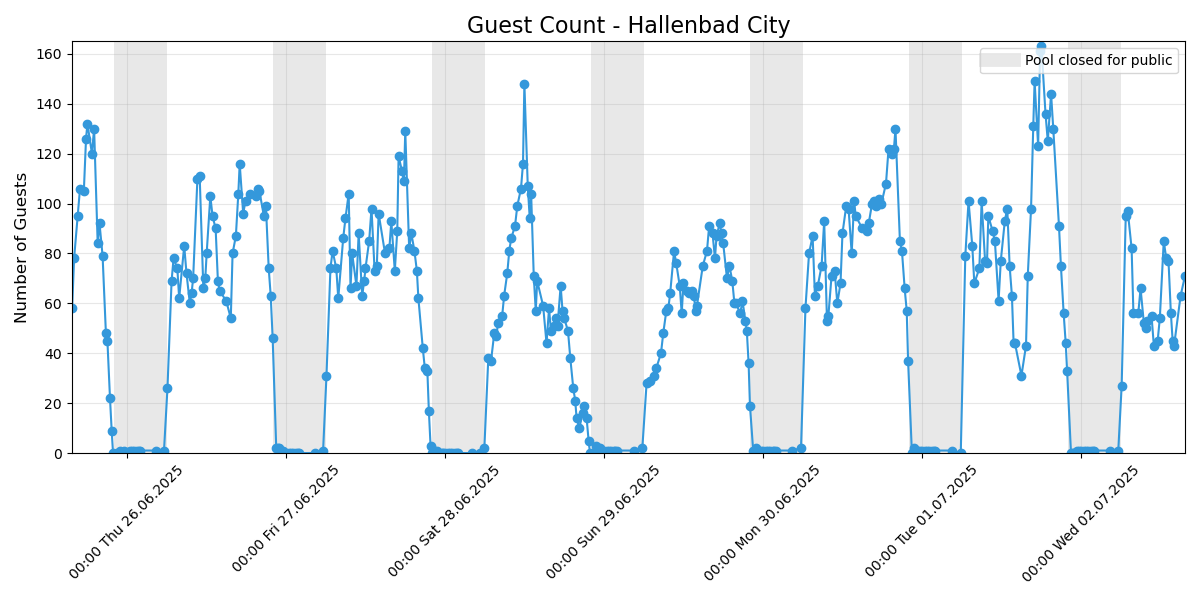 Guest Count - Hallenbad City
Number of Guests
160
140
120
100
80
60
40
20
0
Pool closed for public
00:00 Thu 26.06.2025
00:00 Fri 27.06.2025
00:00 Sat 28.06.2025
00:00 Sun 29.06.2025
00:00 Mon 30.06.2025
00:00 Tue 01.07.2025
00:00 Wed 02.07.2025